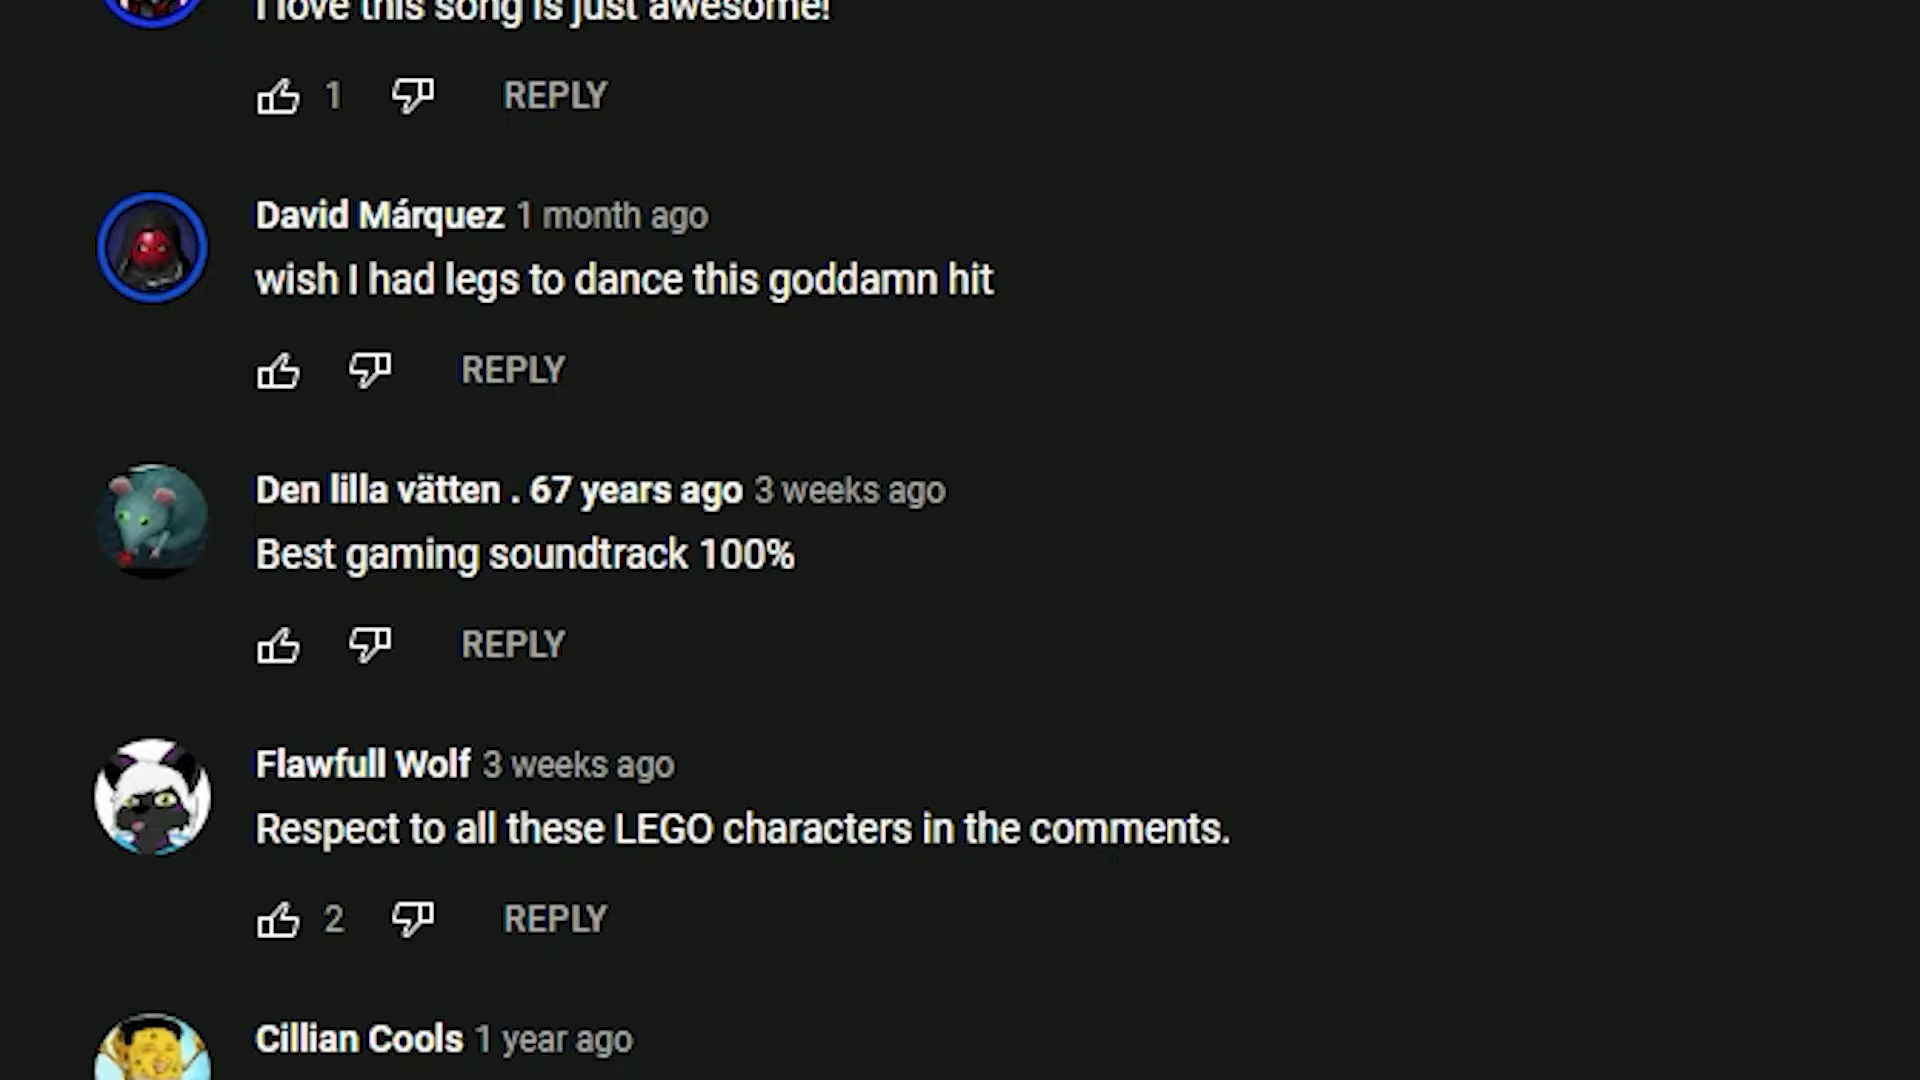 I love this song is just awesome!
1 REPLY
David Márquez 1 month ago
wish I had legs to dance this goddamn hit
REPLY
Den lilla vätten . 67 years ago 3 weeks ago
Best gaming soundtrack 100%
REPLY
Flawfull Wolf 3 weeks ago
Respect to all these LEGO characters in the comments.
2 REPLY
Cillian Cools 1 year ago